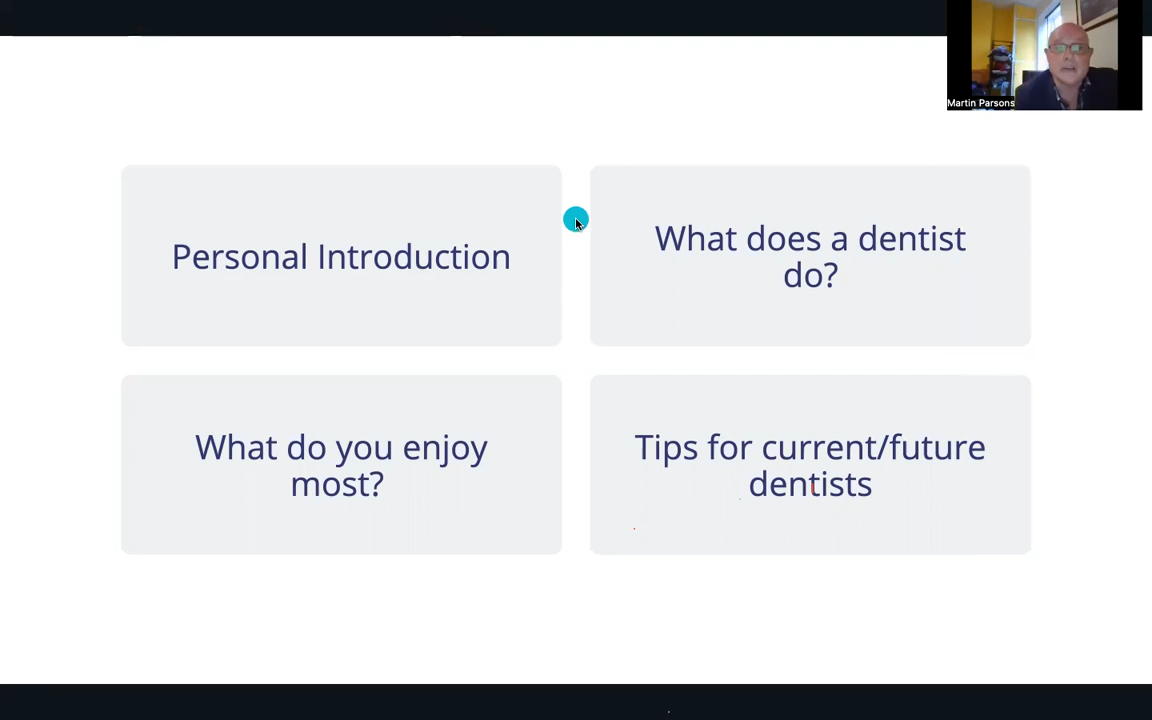 Martin Parsons
Personal Introduction
What does a dentist
do?
What do you enjoy
most?
Tips for current/future
dentists